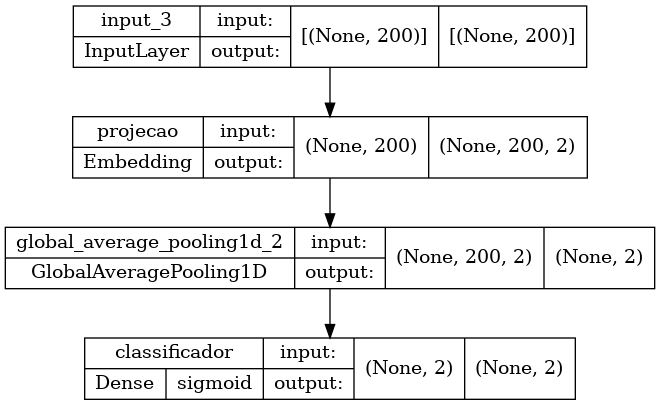 input_3 input: [(None, 200)] [(None, 200)]
InputLayer output:
projecao input: (None, 200) (None, 200, 2)
Embedding output:
global_average_pooling1d_2 input: (None, 200, 2) (None, 2)
GlobalAveragePooling1D output:
classificador input: (None, 2) (None, 2)
Dense sigmoid output: